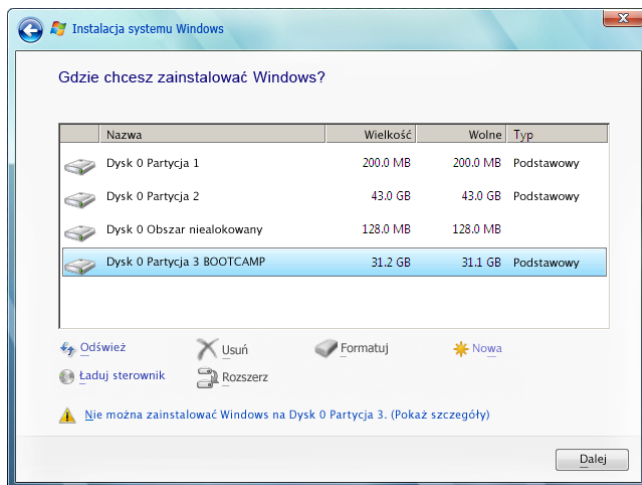 Instalacja systemu Windows
Gdzie chcesz zainstalować Windows?
Nazwa Wielkość Wolne Typ
Dysk 0 Partycja 1 200.0 MB 200.0 MB Podstawowy
Dysk 0 Partycja 2 43.0 GB 43.0 GB Podstawowy
Dysk 0 Obszar niealokowany 128.0 MB 128.0 MB
Dysk 0 Partycja 3 BOOTCAMP 31.2 GB 31.1 GB Podstawowy
Odśwież Usuń Formatuj Nowa
Ładuj sterownik Rozszerz
Nie można zainstalować Windows na Dysk 0 Partycja 3. (Pokaż szczegóły)
Dalej